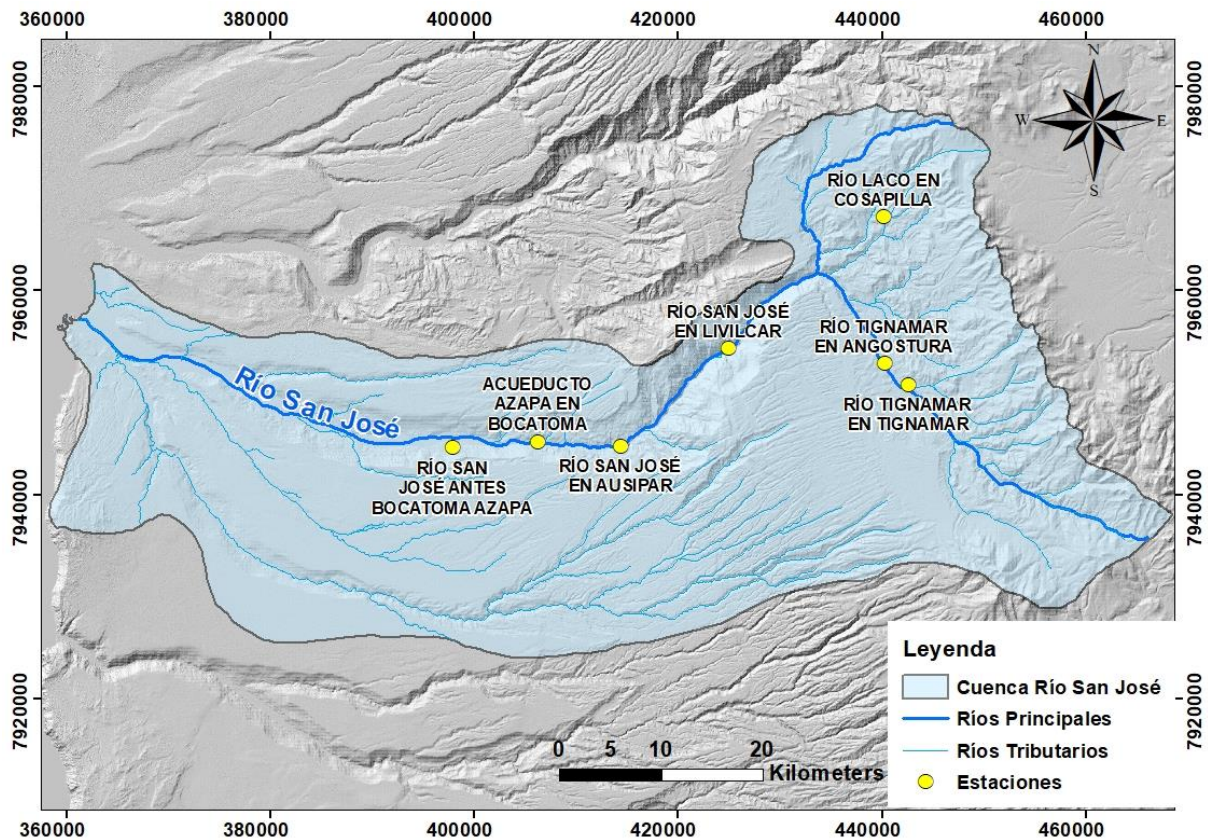 360000 380000 400000 420000 440000 460000
7980000
7980000
N
W
E
S
RÍO LACO EN
COSAPILLA
7960000
7960000
RÍO SAN JOSÉ
EN LIVILCAR
RÍO TIGNAMAR
EN ANGOSTURA
Río San José
ACUEDUCTO
AZAPA EN
BOCATOMA
RÍO TIGNAMAR
EN TIGNAMAR
RÍO SAN
JOSÉ ANTES
BOCATOMA AZAPA
RÍO SAN JOSÉ
EN AUSIPAR
7940000
7940000
Leyenda
Cuenca Río San José
Ríos Principales
Ríos Tributarios
Estaciones
7920000
7920000
0 5 10 20
Kilometers
360000 380000 400000 420000 440000 460000